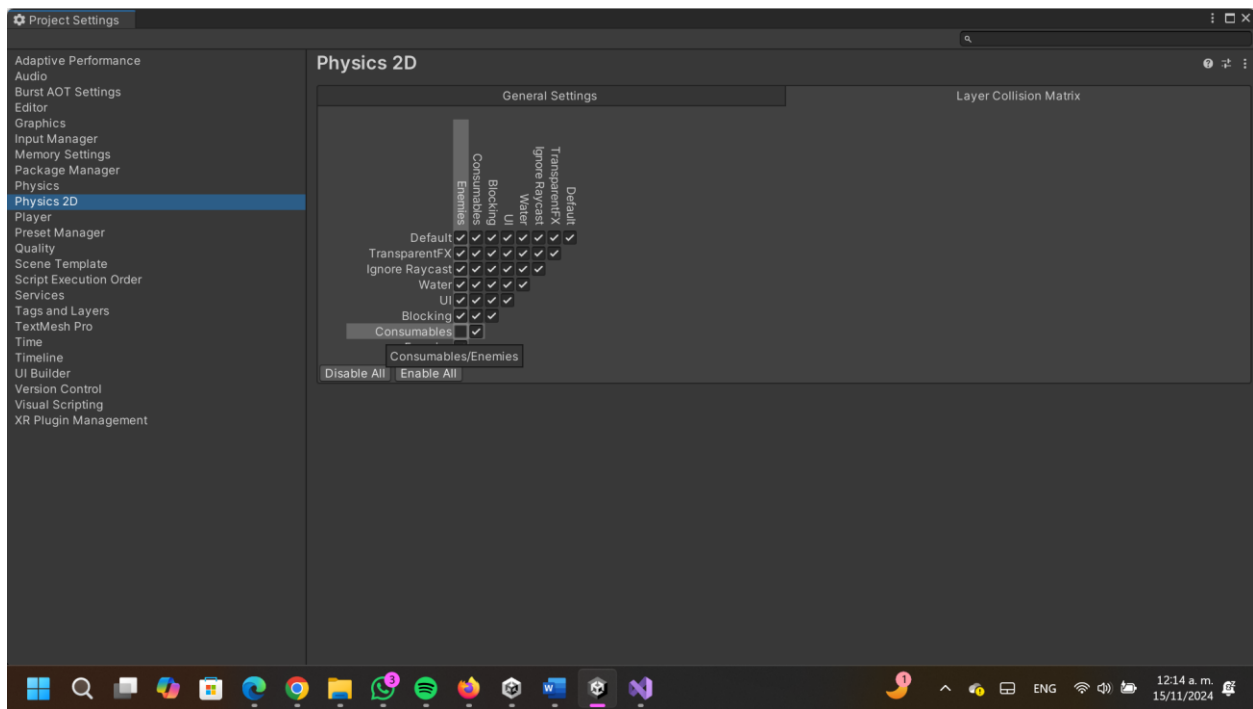 Project Settings
Adaptive Performance
Audio
Burst AOT Settings
Editor
Graphics
Input Manager
Memory Settings
Package Manager
Physics
Physics 2D
Player
Preset Manager
Quality
Scene Template
Script Execution Order
Services
Tags and Layers
TextMesh Pro
Time
Timeline
UI Builder
Version Control
Visual Scripting
XR Plugin Management
Physics 2D
General Settings
Layer Collision Matrix
Enemies
Consumables
Blocking
UI
Water
Ignore Raycast
TransparentFX
Default
Default
TransparentFX
Ignore Raycast
Water
UI
Blocking
Consumables
Consumables/Enemies
Disable All
Enable All
3
1
ENG
12:14 a. m.
15/11/2024